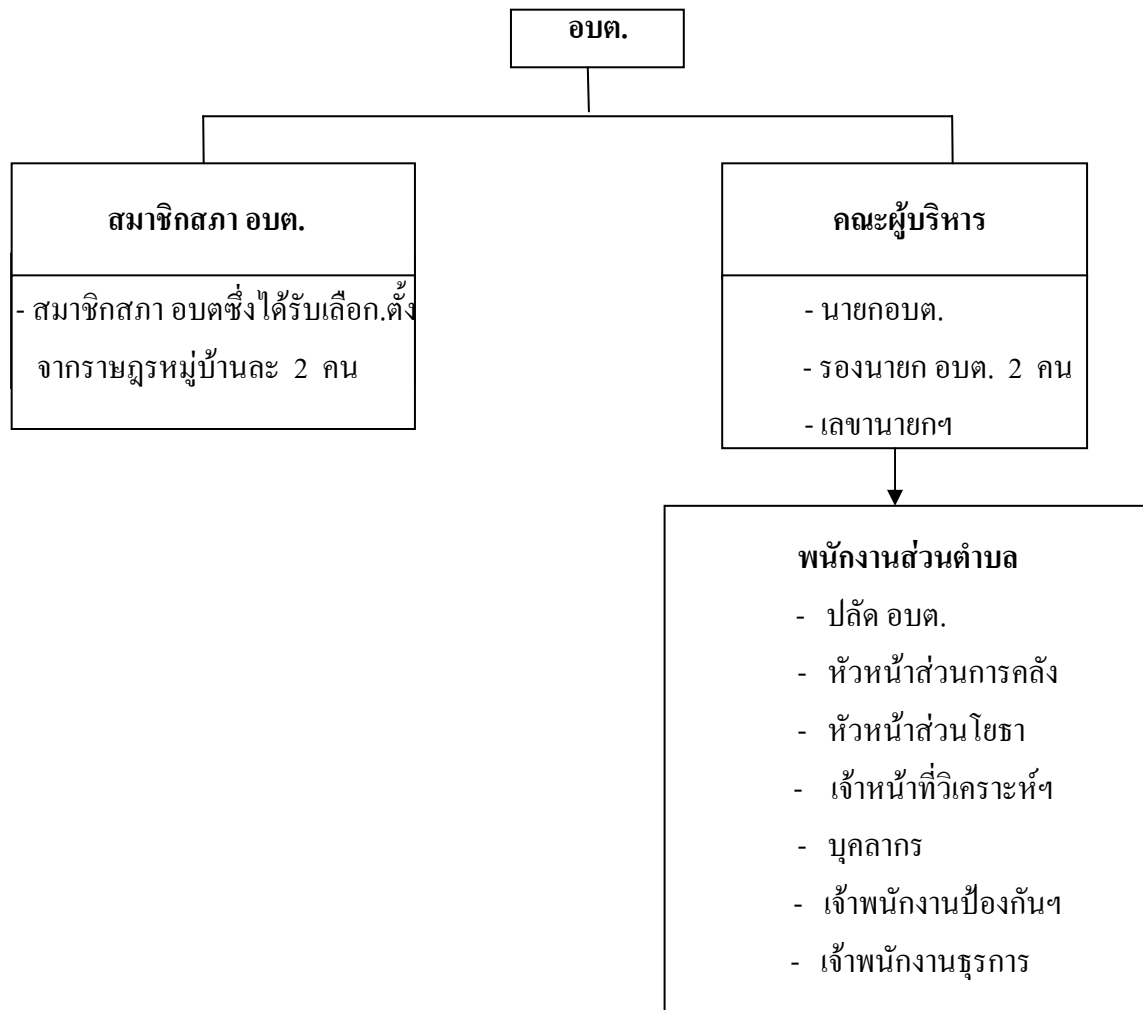 อบต.
สมาชิกสภา อบต.
- สมาชิกสภา อบตซึ่งได้รับเลือก.ตั้ง
จากราษฎรหมู่บ้านละ 2 คน
คณะผู้บริหาร
- นายกอบต.
- รองนายก อบต. 2 คน
- เลขานายกฯ
พนักงานส่วนตำบล
- ปลัด อบต.
- หัวหน้าส่วนการคลัง
- หัวหน้าส่วนโยธา
- เจ้าหน้าที่วิเคราะห์ฯ
- บุคลากร
- เจ้าพนักงานป้องกันฯ
- เจ้าพนักงานธุรการ